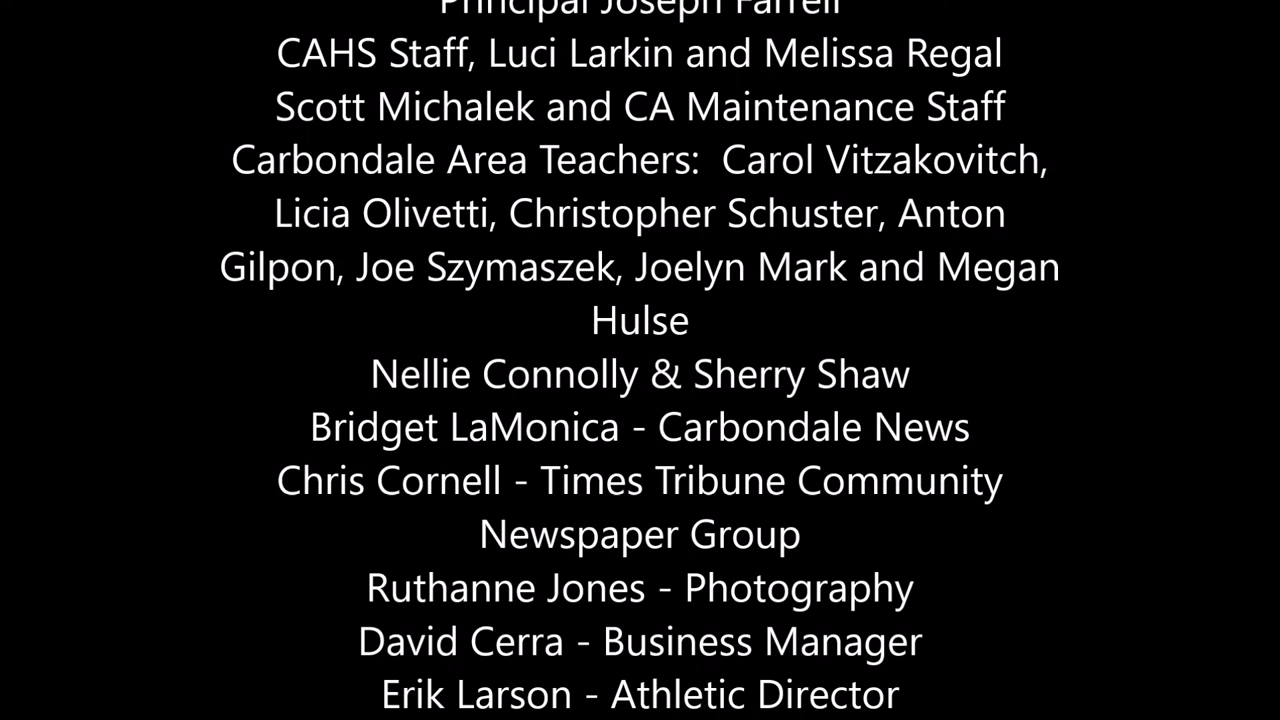 Principal Joseph Farrell
CAHS Staff, Luci Larkin and Melissa Regal
Scott Michalek and CA Maintenance Staff
Carbondale Area Teachers:  Carol Vitzakovitch,
Licia Olivetti, Christopher Schuster, Anton
Gilpon, Joe Szymaszek, Joelyn Mark and Megan
Hulse
Nellie Connolly & Sherry Shaw
Bridget LaMonica - Carbondale News
Chris Cornell - Times Tribune Community
Newspaper Group
Ruthanne Jones - Photography
David Cerra - Business Manager
Erik Larson - Athletic Director